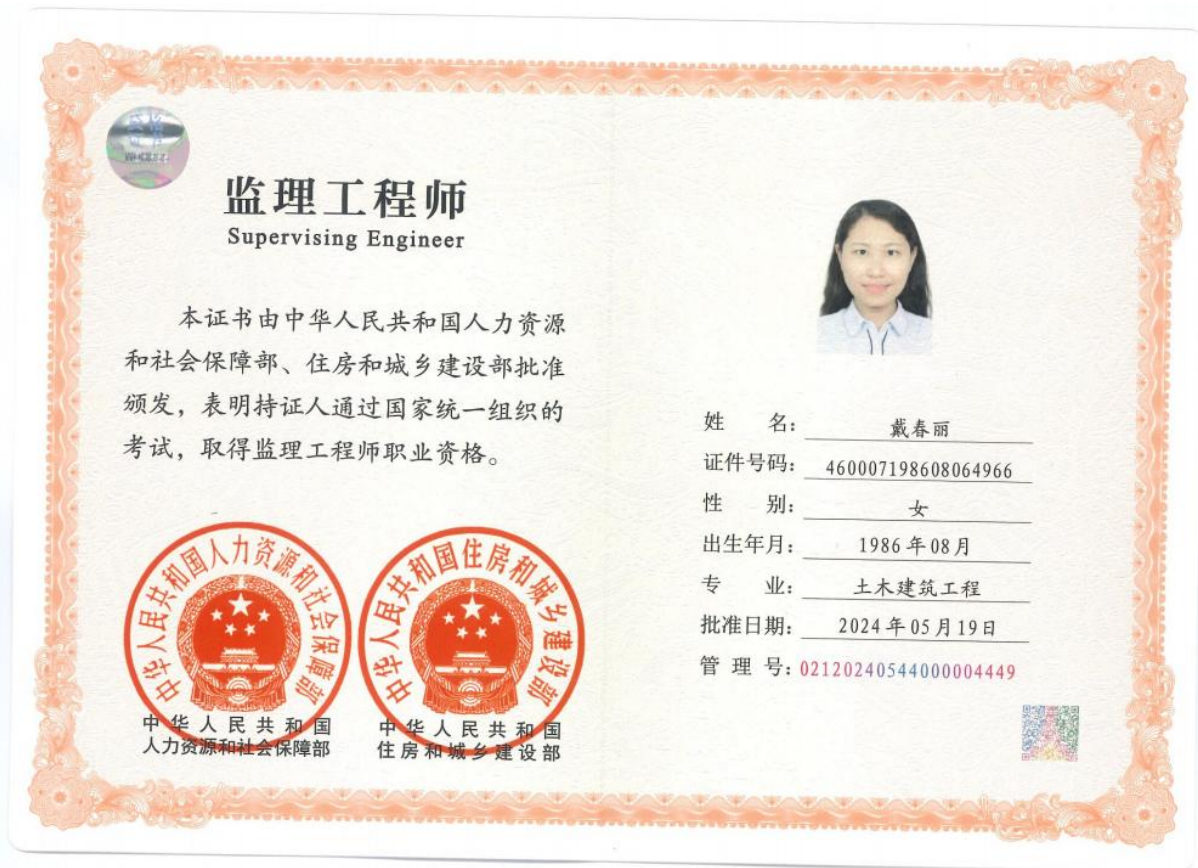 监理工程师
Supervising Engineer
本证书由中华人民共和国人力资源
和社会保障部、住房和城乡建设部批准
颁发，表明持证人通过国家统一组织的
考试，取得监理工程师职业资格。
中华人民共和国人力资源和社会保障部
中华人民共和国住房和城乡建设部
中华人民共和国
人力资源和社会保障部
中华人民共和国
住房和城乡建设部
姓 名：戴春丽
证件号码：460007198608064966
性 别：女
出生年月：1986年08月
专 业：土木建筑工程
批准日期：2024年05月19日
管 理 号：02120240544000004449